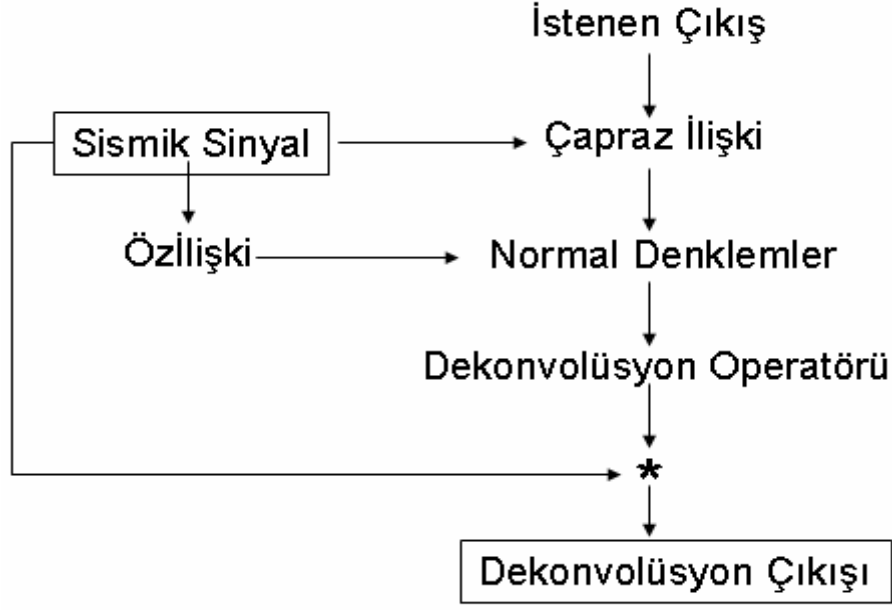 İstenen Çıkış
Sismik Sinyal
Çapraz İlişki
Özİlişki
Normal Denklemler
Dekonvolüsyon Operatörü
*
Dekonvolüsyon Çıkışı